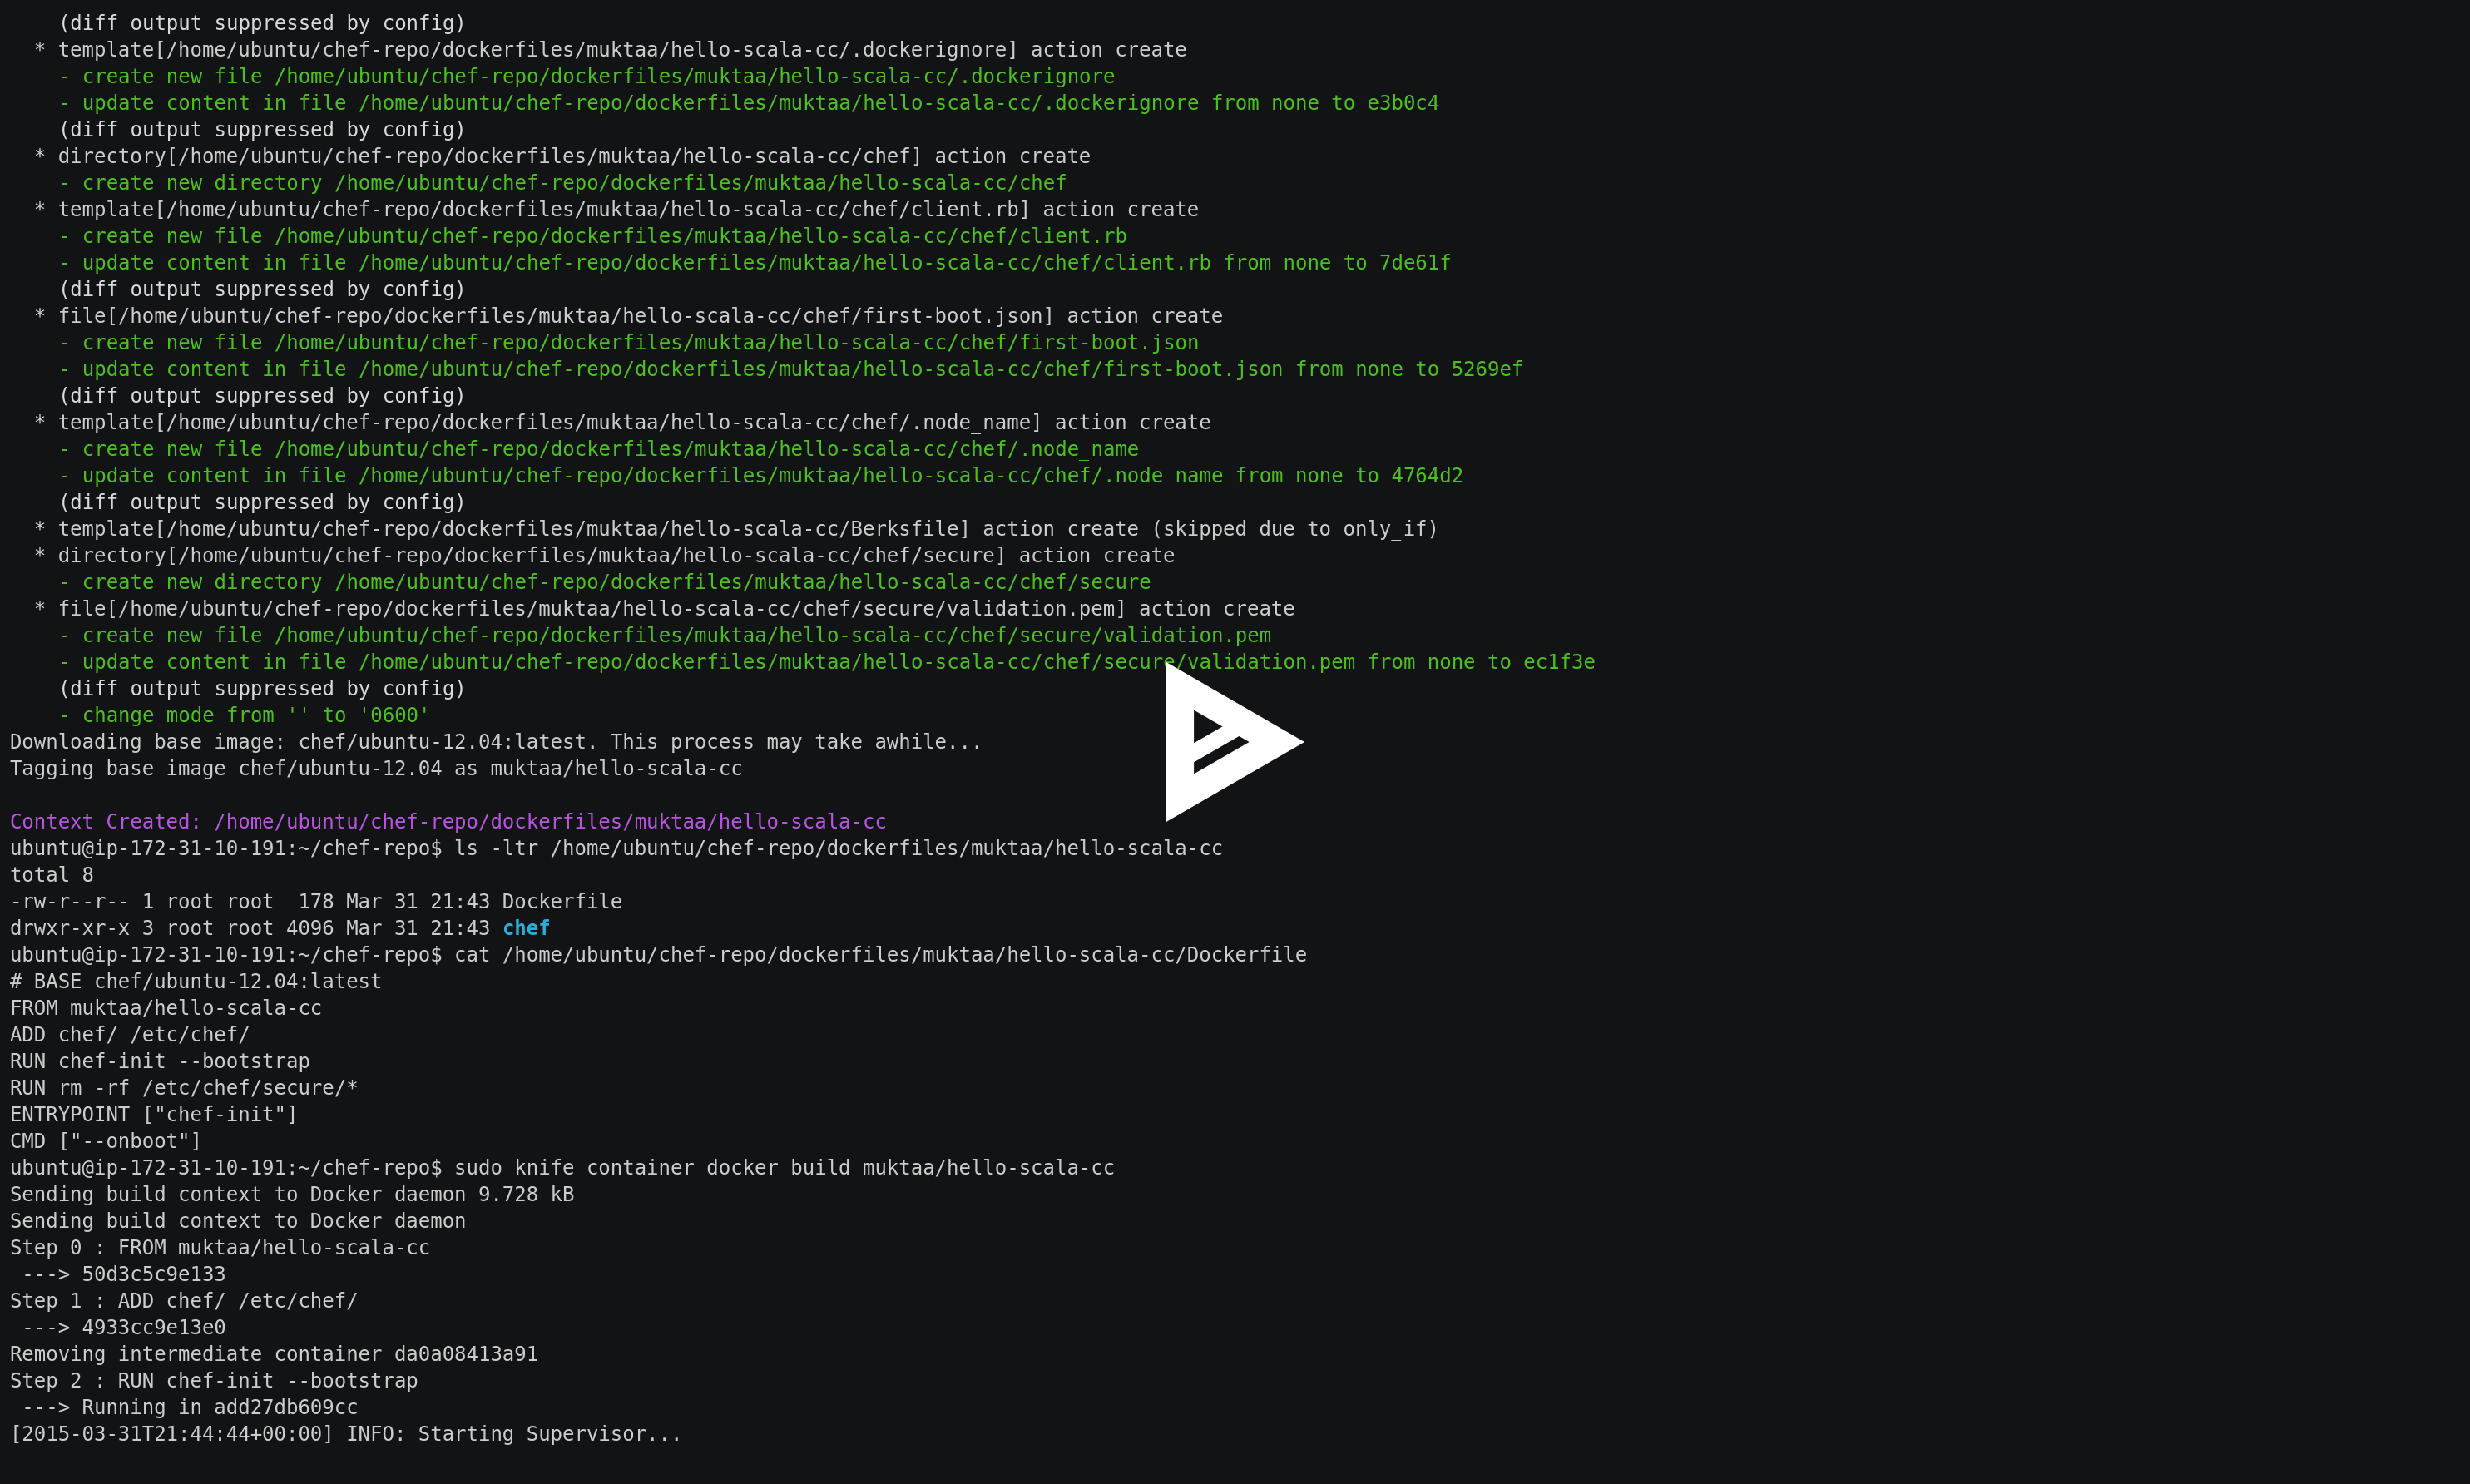 (diff output suppressed by config)
* template[/home/ubuntu/chef-repo/dockerfiles/muktaa/hello-scala-cc/.dockerignore] action create
- create new file /home/ubuntu/chef-repo/dockerfiles/muktaa/hello-scala-cc/.dockerignore
- update content in file /home/ubuntu/chef-repo/dockerfiles/muktaa/hello-scala-cc/.dockerignore from none to e3b0c4
(diff output suppressed by config)
* directory[/home/ubuntu/chef-repo/dockerfiles/muktaa/hello-scala-cc/chef] action create
- create new directory /home/ubuntu/chef-repo/dockerfiles/muktaa/hello-scala-cc/chef
* template[/home/ubuntu/chef-repo/dockerfiles/muktaa/hello-scala-cc/chef/client.rb] action create
- create new file /home/ubuntu/chef-repo/dockerfiles/muktaa/hello-scala-cc/chef/client.rb
- update content in file /home/ubuntu/chef-repo/dockerfiles/muktaa/hello-scala-cc/chef/client.rb from none to 7de61f
(diff output suppressed by config)
* file[/home/ubuntu/chef-repo/dockerfiles/muktaa/hello-scala-cc/chef/first-boot.json] action create
- create new file /home/ubuntu/chef-repo/dockerfiles/muktaa/hello-scala-cc/chef/first-boot.json
- update content in file /home/ubuntu/chef-repo/dockerfiles/muktaa/hello-scala-cc/chef/first-boot.json from none to 5269ef
(diff output suppressed by config)
* template[/home/ubuntu/chef-repo/dockerfiles/muktaa/hello-scala-cc/chef/.node_name] action create
- create new file /home/ubuntu/chef-repo/dockerfiles/muktaa/hello-scala-cc/chef/.node_name
- update content in file /home/ubuntu/chef-repo/dockerfiles/muktaa/hello-scala-cc/chef/.node_name from none to 4764d2
(diff output suppressed by config)
* template[/home/ubuntu/chef-repo/dockerfiles/muktaa/hello-scala-cc/Berksfile] action create (skipped due to only_if)
* directory[/home/ubuntu/chef-repo/dockerfiles/muktaa/hello-scala-cc/chef/secure] action create
- create new directory /home/ubuntu/chef-repo/dockerfiles/muktaa/hello-scala-cc/chef/secure
* file[/home/ubuntu/chef-repo/dockerfiles/muktaa/hello-scala-cc/chef/secure/validation.pem] action create
- create new file /home/ubuntu/chef-repo/dockerfiles/muktaa/hello-scala-cc/chef/secure/validation.pem
- update content in file /home/ubuntu/chef-repo/dockerfiles/muktaa/hello-scala-cc/chef/secure/validation.pem from none to ec1f3e
(diff output suppressed by config)
- change mode from '' to '0600'
Downloading base image: chef/ubuntu-12.04:latest. This process may take awhile...
Tagging base image chef/ubuntu-12.04 as muktaa/hello-scala-cc
Context Created: /home/ubuntu/chef-repo/dockerfiles/muktaa/hello-scala-cc
ubuntu@ip-172-31-10-191:~/chef-repo$ ls -ltr /home/ubuntu/chef-repo/dockerfiles/muktaa/hello-scala-cc
total 8
-rw-r--r-- 1 root root  178 Mar 31 21:43 Dockerfile
drwxr-xr-x 3 root root 4096 Mar 31 21:43 chef
ubuntu@ip-172-31-10-191:~/chef-repo$ cat /home/ubuntu/chef-repo/dockerfiles/muktaa/hello-scala-cc/Dockerfile
# BASE chef/ubuntu-12.04:latest
FROM muktaa/hello-scala-cc
ADD chef/ /etc/chef/
RUN chef-init --bootstrap
RUN rm -rf /etc/chef/secure/*
ENTRYPOINT ["chef-init"]
CMD ["--onboot"]
ubuntu@ip-172-31-10-191:~/chef-repo$ sudo knife container docker build muktaa/hello-scala-cc
Sending build context to Docker daemon 9.728 kB
Sending build context to Docker daemon
Step 0 : FROM muktaa/hello-scala-cc
---> 50d3c5c9e133
Step 1 : ADD chef/ /etc/chef/
---> 4933cc9e13e0
Removing intermediate container da0a08413a91
Step 2 : RUN chef-init --bootstrap
---> Running in add27db609cc
[2015-03-31T21:44:44+00:00] INFO: Starting Supervisor...